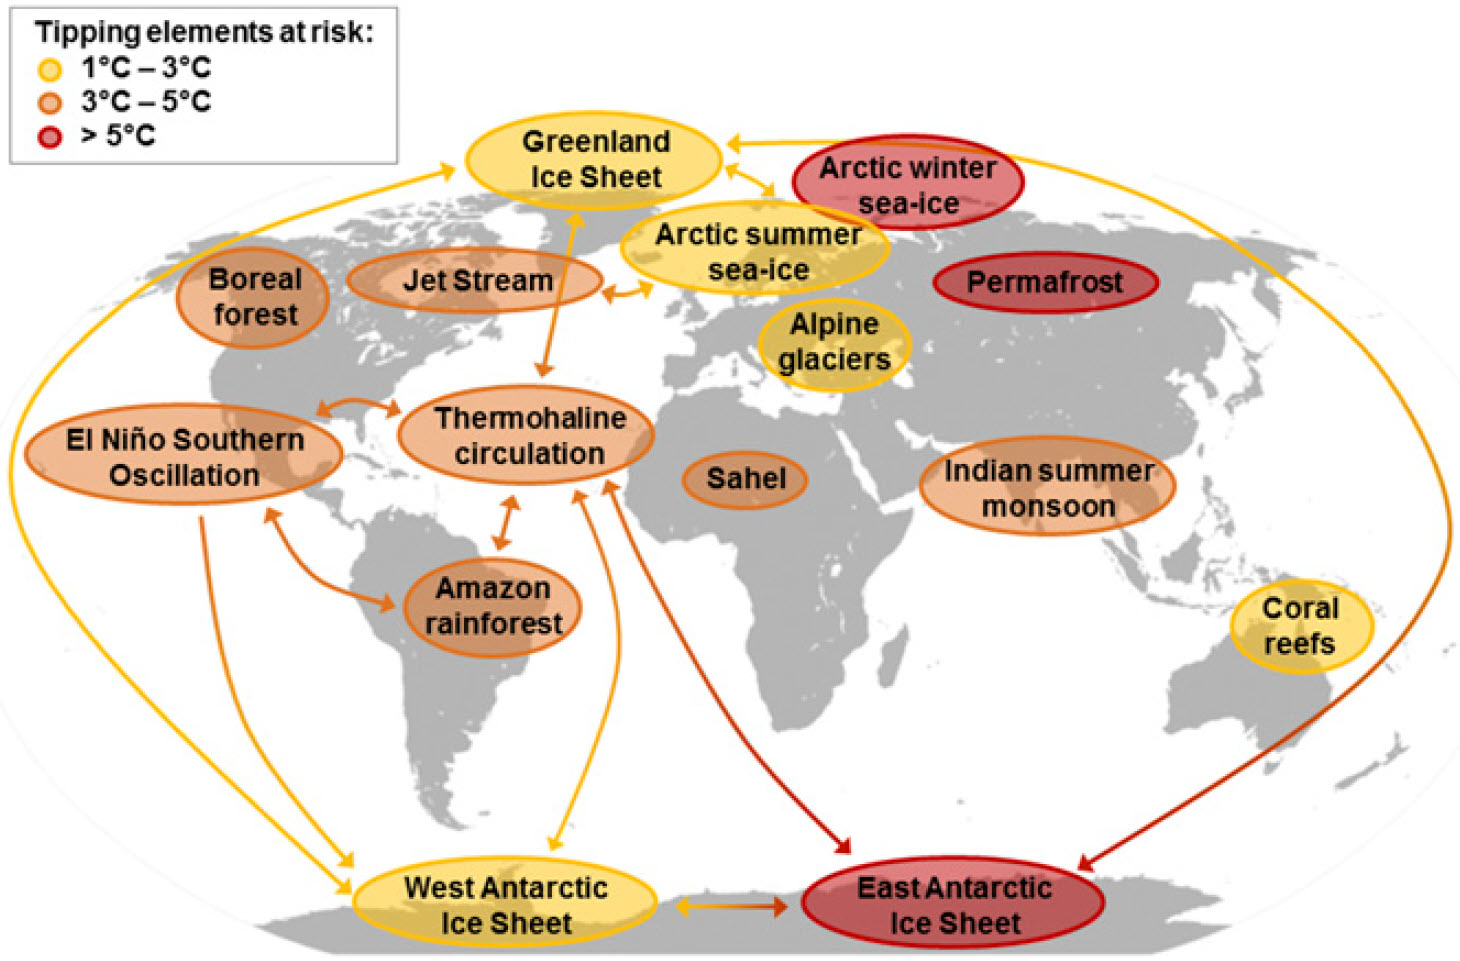 Tipping elements at risk:
1°C – 3°C
3°C – 5°C
> 5°C
Greenland
Ice Sheet
Arctic winter
sea-ice
Arctic summer
sea-ice
Boreal
forest
Jet Stream
Permafrost
Alpine
glaciers
El Niño Southern
Oscillation
Thermohaline
circulation
Sahel
Indian summer
monsoon
Amazon
rainforest
Coral
reefs
West Antarctic
Ice Sheet
East Antarctic
Ice Sheet